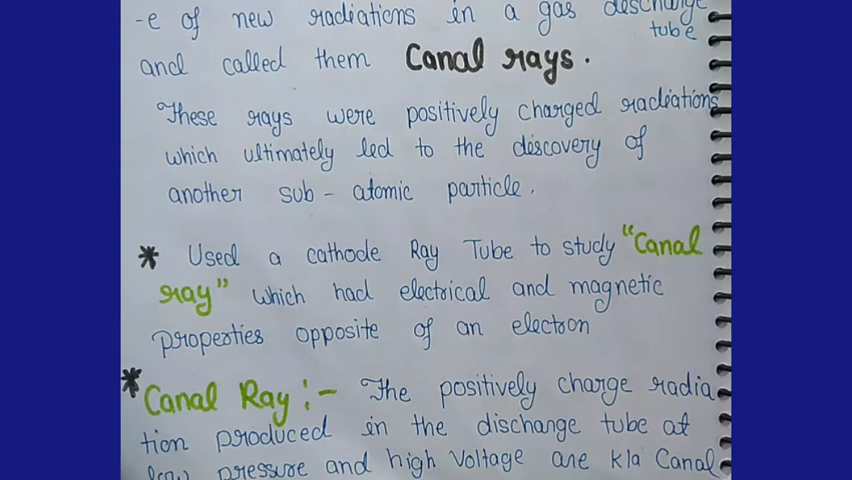 -e of new radiations in a gas discharge
tube
and called them Canal rays.
These rays were positively charged radiations
which ultimately led to the discovery of
another sub - atomic particle.
* Used a cathode Ray Tube to study "Canal
ray" which had electrical and magnetic
properties opposite of an electron
* Canal Ray :- The positively charge radia
tion produced in the discharge tube at
low pressure and high Voltage are k/a Canal